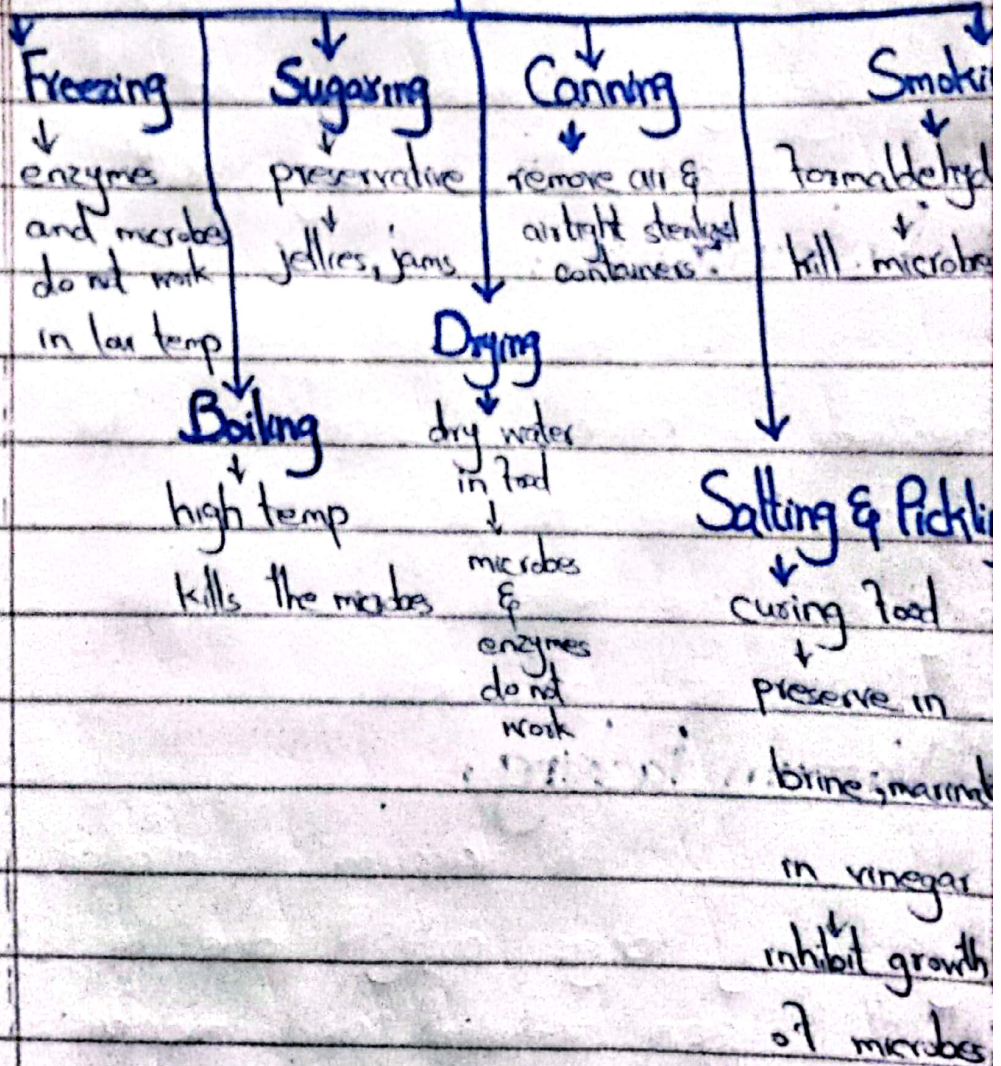 Freezing
enzymes
and microbes
do not work
in low temp
Boiling
high temp
kills the microbes
Sugaring
preservative
jellies, jams
Drying
dry water
in food
microbes
&
enzymes
do not
work
Canning
remove air &
airtight sterilized
containers.
Smoki
Formaldehyd
kill microbes
Salting & Pickli
curing food
preserve in
brine; marinat
in vinegar
inhibit growth
of microbes